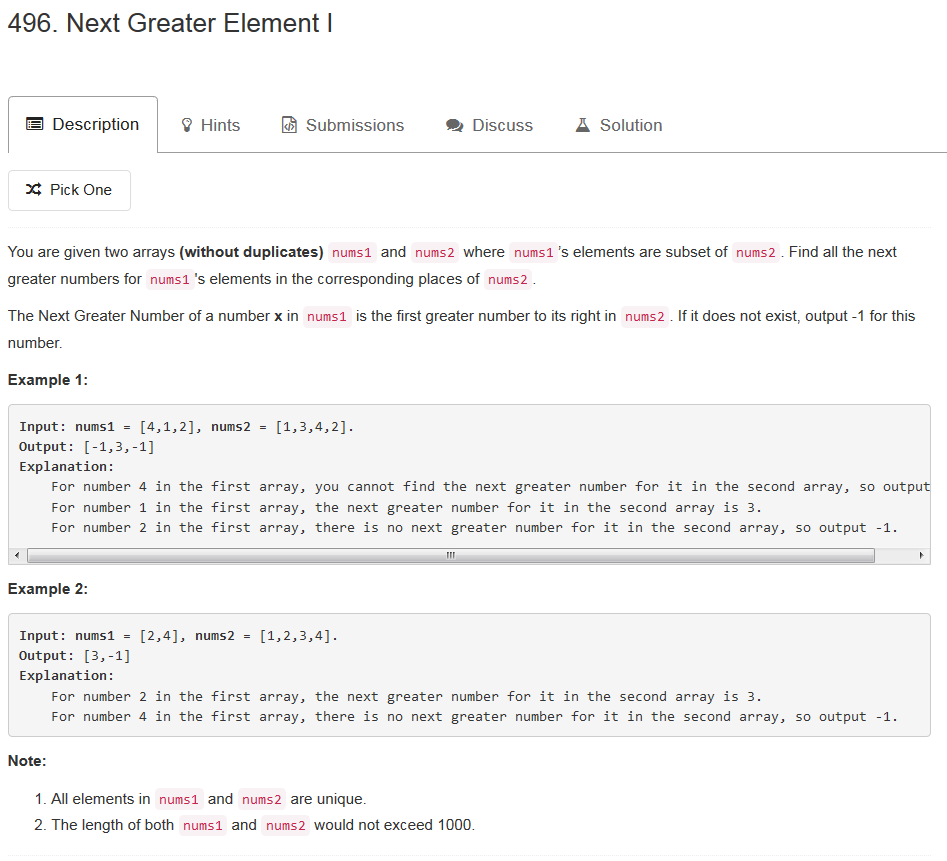 496. Next Greater Element I
Description Hints Submissions Discuss Solution
Pick One
You are given two arrays (without duplicates) nums1 and nums2 where nums1 's elements are subset of nums2 . Find all the next
greater numbers for nums1 's elements in the corresponding places of nums2 .
The Next Greater Number of a number x in nums1 is the first greater number to its right in nums2 . If it does not exist, output -1 for this
number.
Example 1:
Input: nums1 = [4,1,2], nums2 = [1,3,4,2].
Output: [-1,3,-1]
Explanation:
For number 4 in the first array, you cannot find the next greater number for it in the second array, so output
For number 1 in the first array, the next greater number for it in the second array is 3.
For number 2 in the first array, there is no next greater number for it in the second array, so output -1.
Example 2:
Input: nums1 = [2,4], nums2 = [1,2,3,4].
Output: [3,-1]
Explanation:
For number 2 in the first array, the next greater number for it in the second array is 3.
For number 4 in the first array, there is no next greater number for it in the second array, so output -1.
Note:
1. All elements in nums1 and nums2 are unique.
2. The length of both nums1 and nums2 would not exceed 1000.